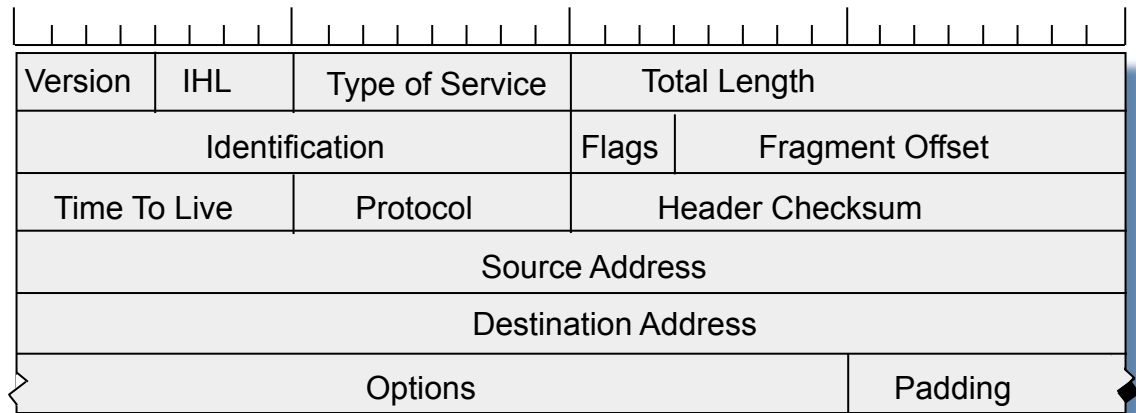 Version IHL Type of Service Total Length
Identification Flags Fragment Offset
Time To Live Protocol Header Checksum
Source Address
Destination Address
Options Padding